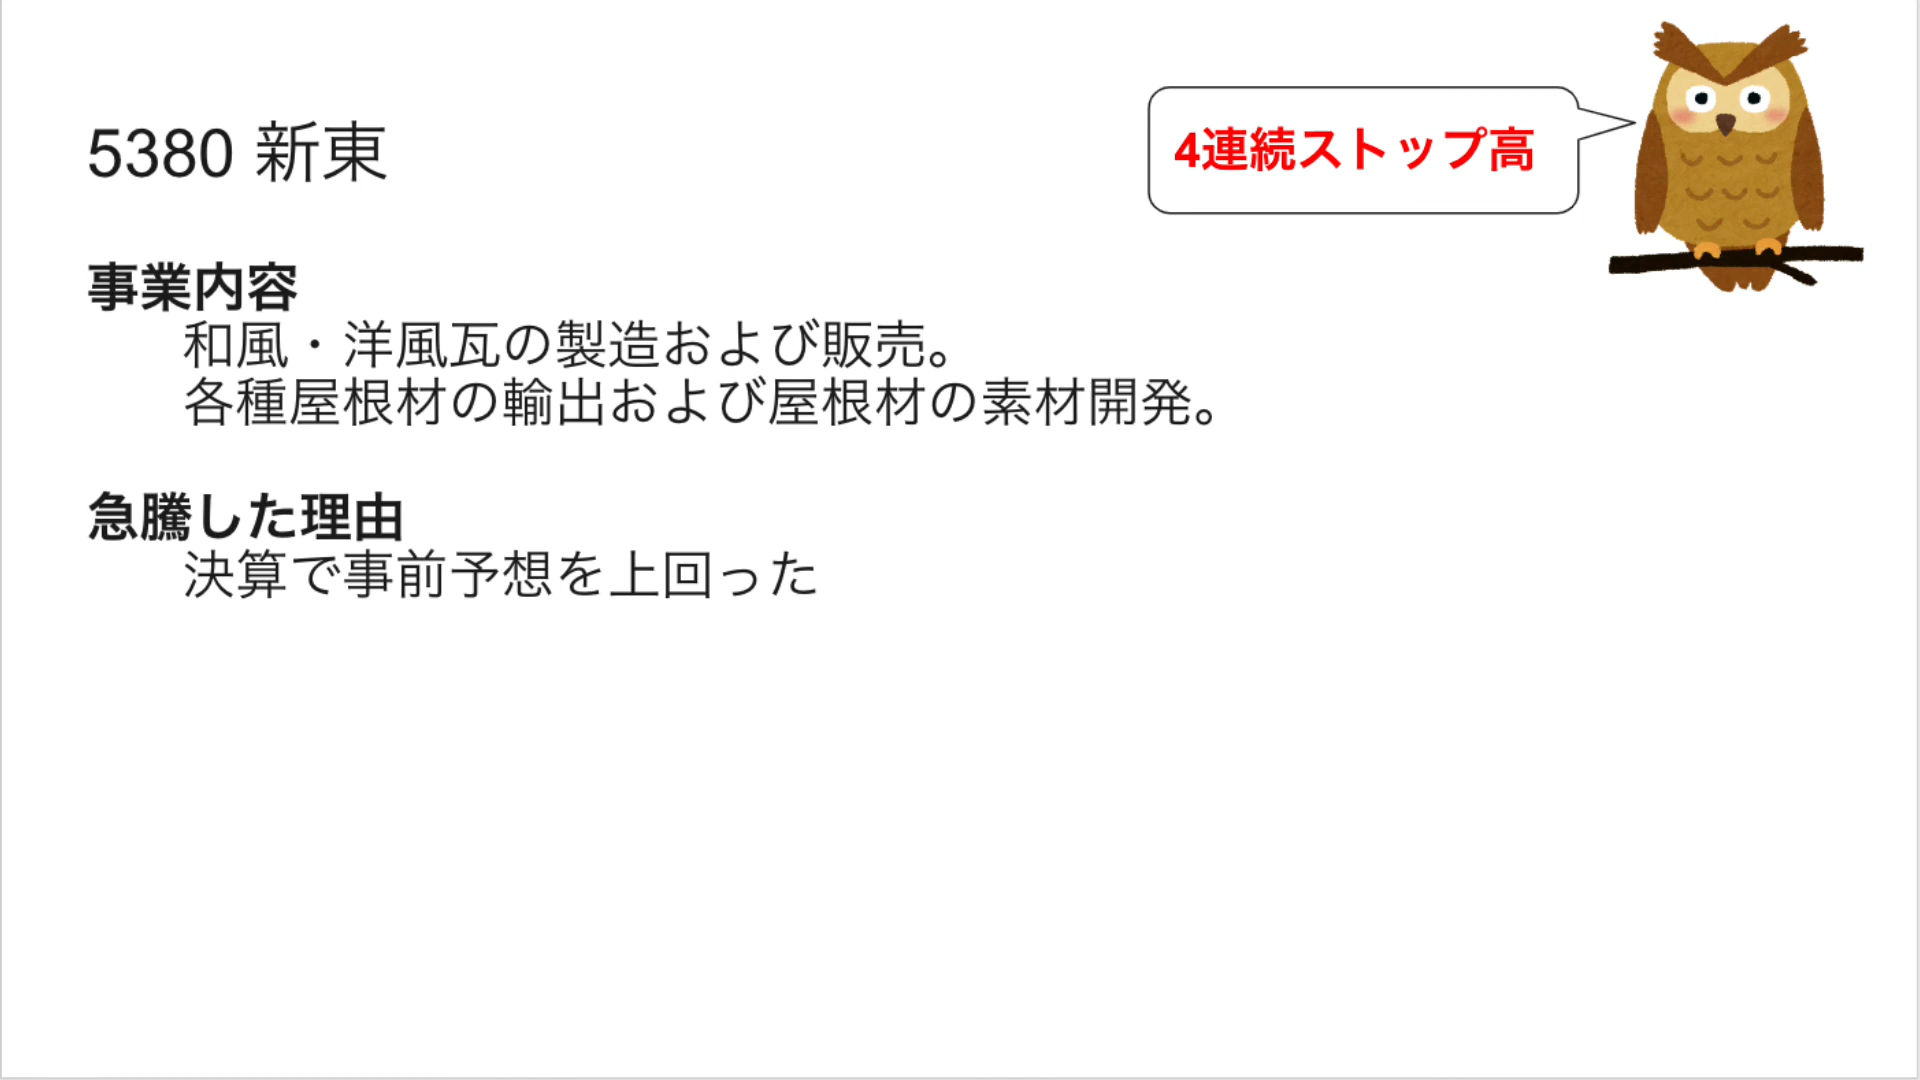 5380 新東
4連続ストップ高
事業内容
和風・洋風瓦の製造および販売。
各種屋根材の輸出および屋根材の素材開発。
急騰した理由
決算で事前予想を上回った